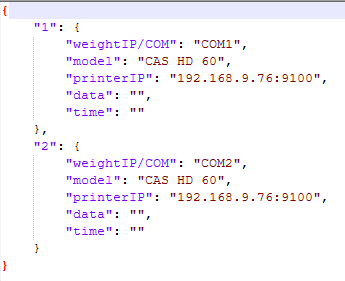 {
    "1": {
        "weightIP/COM": "COM1",
        "model": "CAS HD 60",
        "printerIP": "192.168.9.76:9100",
        "data": "",
        "time": ""
    },
    "2": {
        "weightIP/COM": "COM2",
        "model": "CAS HD 60",
        "printerIP": "192.168.9.76:9100",
        "data": "",
        "time": ""
    }
}